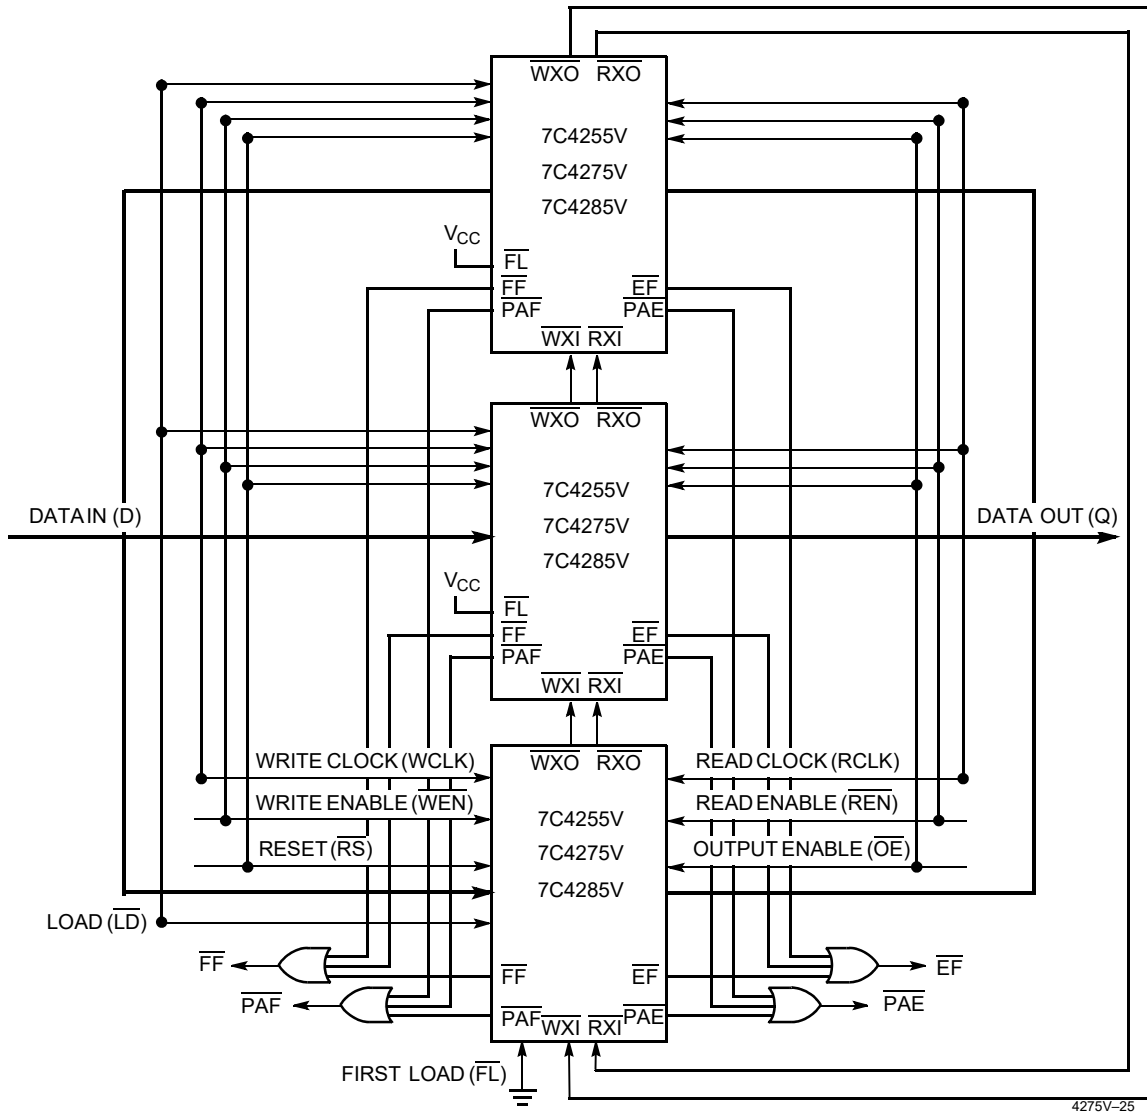 WXO RXO
7C4255V
7C4275V
7C4285V
VCC
FL
FF EF
PAF PAE
WXI RXI
WXO RXO
7C4255V
DATA IN (D) 7C4275V DATA OUT (Q)
7C4285V
VCC
FL
FF EF
PAF PAE
WXI RXI
WRITE CLOCK (WCLK) WXO RXO READ CLOCK (RCLK)
WRITE ENABLE (WEN) 7C4255V READ ENABLE (REN)
RESET (RS) 7C4275V OUTPUT ENABLE (OE)
7C4285V
LOAD (LD)
FF FF EF EF
PAF PAF WXI RXI PAE PAE
FIRST LOAD (FL)
4275V–25